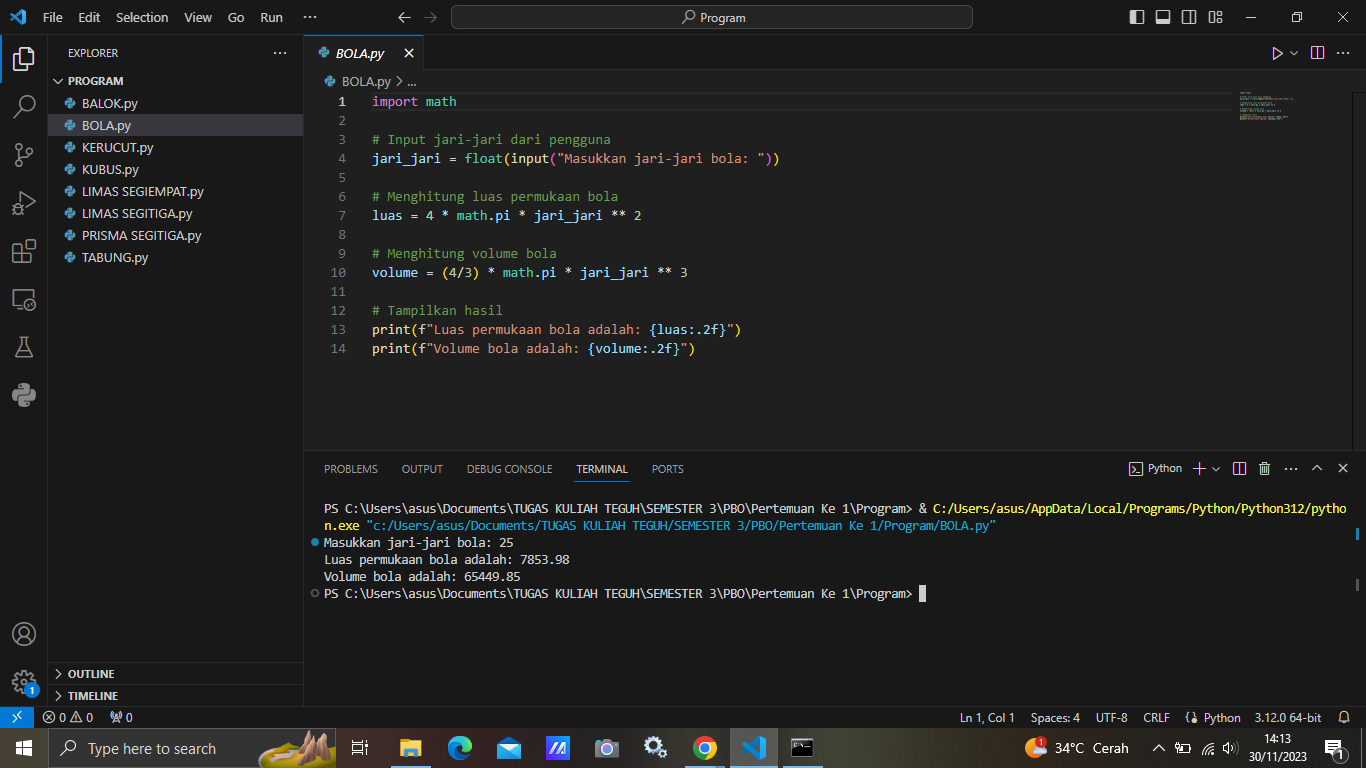 File Edit Selection View Go Run ···
Program
EXPLORER
PROGRAM
BALOK.py
BOLA.py
KERUCUT.py
KUBUS.py
LIMAS SEGIEMPAT.py
LIMAS SEGITIGA.py
PRISMA SEGITIGA.py
TABUNG.py
OUTLINE
TIMELINE
BOLA.py
BOLA.py > ...
1 import math
2
3 # Input jari-jari dari pengguna
4 jari_jari = float(input("Masukkan jari-jari bola: "))
5
6 # Menghitung luas permukaan bola
7 luas = 4 * math.pi * jari_jari ** 2
8
9 # Menghitung volume bola
10 volume = (4/3) * math.pi * jari_jari ** 3
11
12 # Tampilkan hasil
13 print(f"Luas permukaan bola adalah: {luas:.2f}")
14 print(f"Volume bola adalah: {volume:.2f}")
PROBLEMS OUTPUT DEBUG CONSOLE TERMINAL PORTS
Python
PS C:\Users\asus\Documents\TUGAS KULIAH TEGUH\SEMESTER 3\PBO\Pertemuan Ke 1\Program> & C:/Users/asus/AppData/Local/Programs/Python/Python312/pytho
n.exe "c:/Users/asus/Documents/TUGAS KULIAH TEGUH/SEMESTER 3/PBO/Pertemuan Ke 1/Program/BOLA.py"
Masukkan jari-jari bola: 25
Luas permukaan bola adalah: 7853.98
Volume bola adalah: 65449.85
PS C:\Users\asus\Documents\TUGAS KULIAH TEGUH\SEMESTER 3\PBO\Pertemuan Ke 1\Program>
1
0 0 0
Ln 1, Col 1 Spaces: 4 UTF-8 CRLF Python 3.12.0 64-bit
Type here to search
1
34°C Cerah
14:13
30/11/2023
1